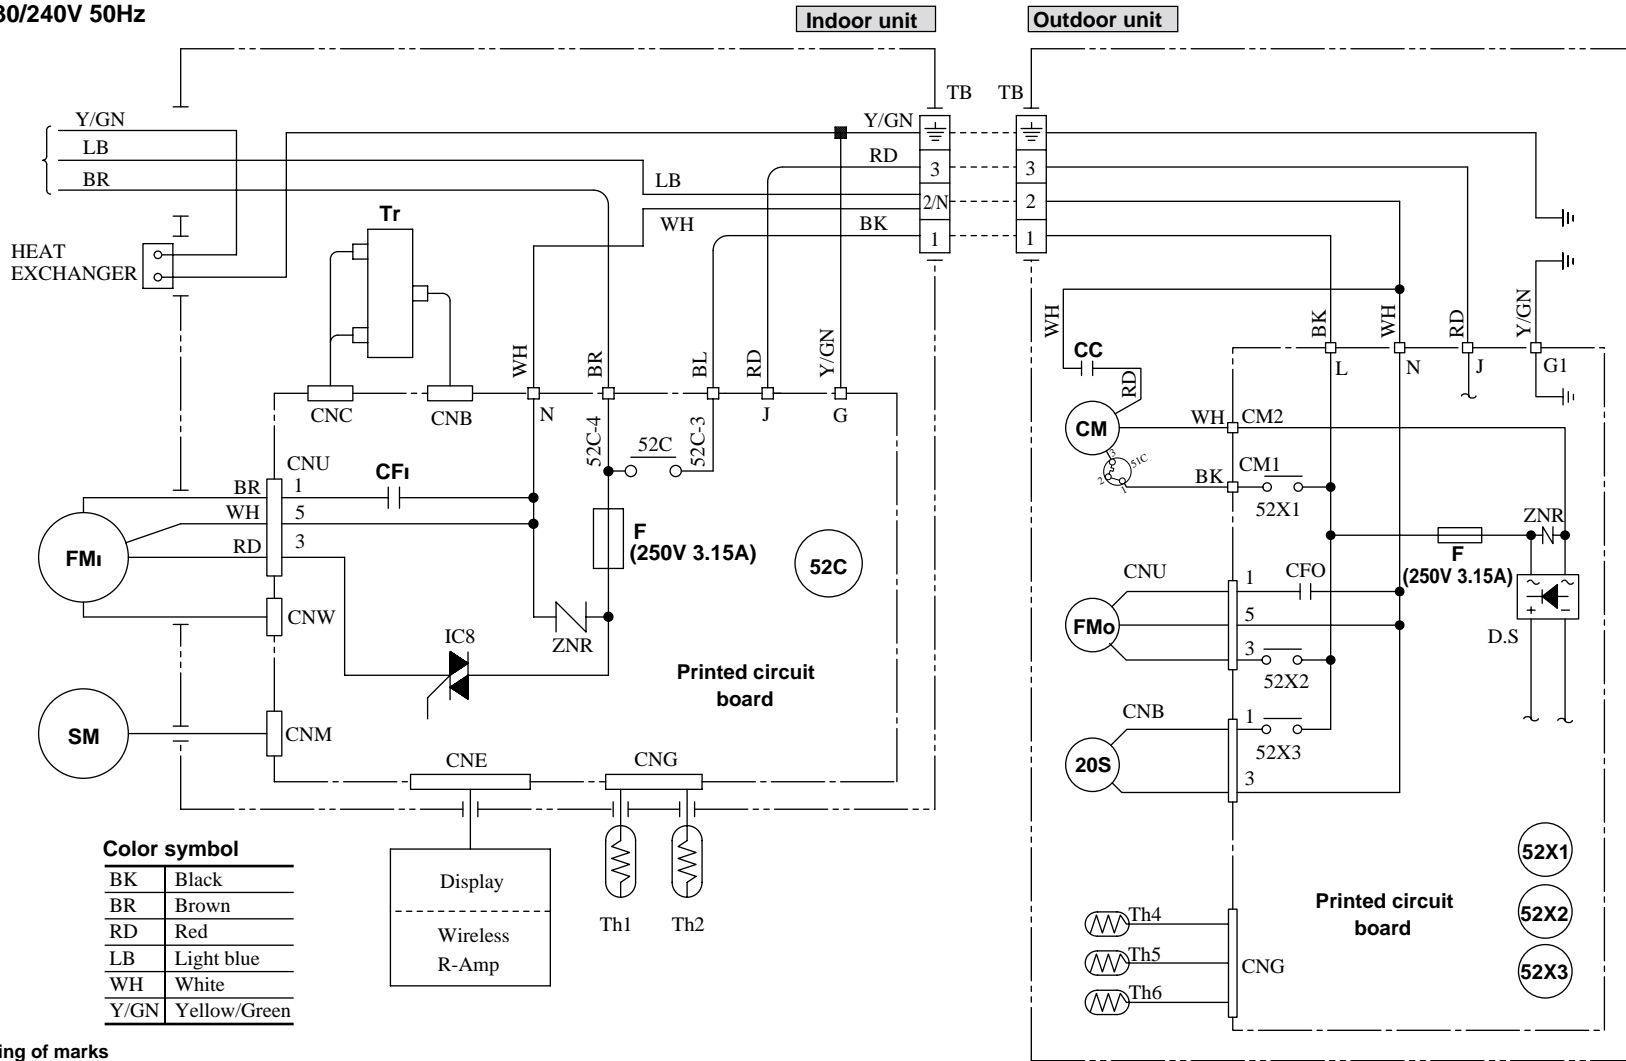 30/240V 50Hz
Indoor unit
Outdoor unit
TB
TB
Y/GN
LB
BR
Y/GN
RD
LB
WH
BK
3
2/N
1
3
2
1
HEAT
EXCHANGER
Tr
WH
BR
BL
RD
Y/GN
CNC
CNB
N
52C-4
52C-3
J
G
52C
CNU
CFI
BR
1
WH
5
RD
3
FMI
F
(250V 3.15A)
52C
CNW
ZNR
IC8
Printed circuit
board
SM
CNM
CNE
CNG
Display
Wireless
R-Amp
Th1
Th2
Color symbol
BK Black
BR Brown
RD Red
LB Light blue
WH White
Y/GN Yellow/Green
ing of marks
WH
BK
WH
RD
Y/GN
CC
RD
L
N
J
G1
CM
WH
CM2
3
51C
2
1
BK
CM1
52X1
ZNR
F
(250V 3.15A)
CNU
1
CFO
FMo
5
3
52X2
D.S
CNB
1
20S
52X3
3
52X1
52X2
52X3
Printed circuit
board
Th4
Th5
Th6
CNG